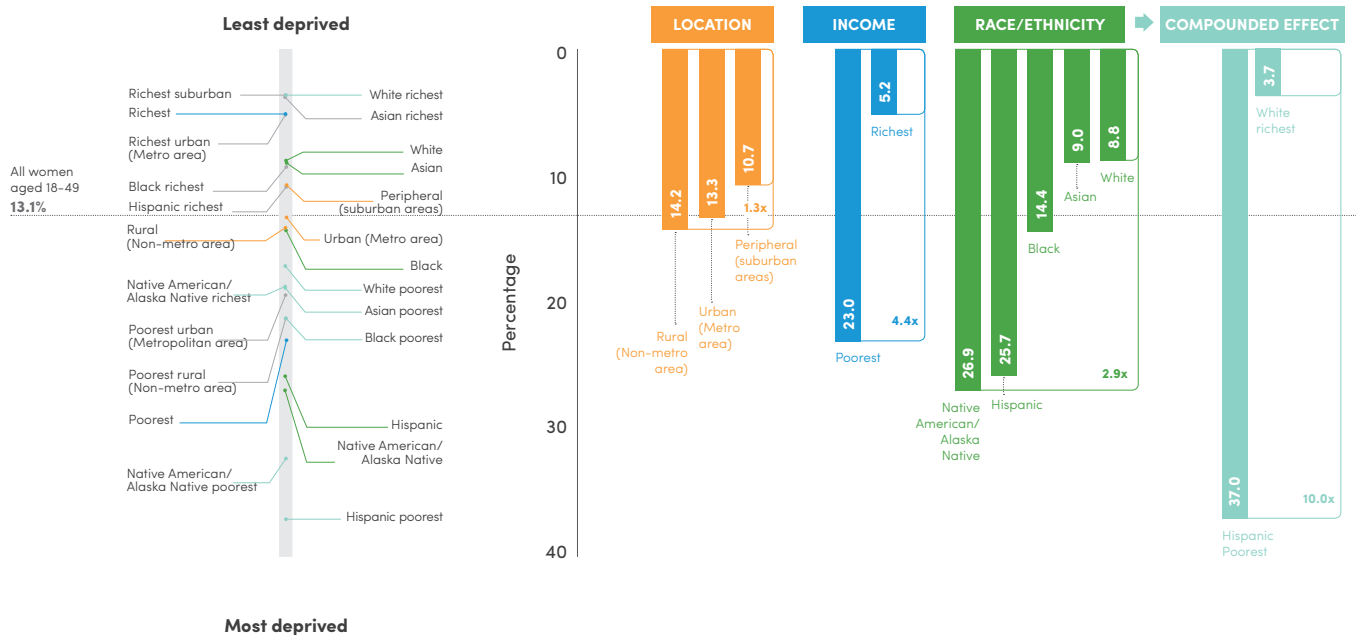 Least deprived
Richest suburban
Richest
Richest urban
(Metro area)
Black richest
Hispanic richest
Rural
(Non-metro area)
Native American/
Alaska Native richest
Poorest urban
(Metropolitan area)
Poorest rural
(Non-metro area)
Poorest
Native American/
Alaska Native poorest
All women
aged 18-49
13.1%
White richest
Asian richest
White
Asian
Peripheral
(suburban areas)
Urban (Metro area)
Black
White poorest
Asian poorest
Black poorest
Hispanic
Native American/
Alaska Native
Hispanic poorest
Most deprived
Percentage
0
10
20
30
40
LOCATION
14.2
13.3
10.7
1.3x
Rural
(Non-metro
area)
Urban
(Metro
area)
Peripheral
(suburban
areas)
INCOME
23.0
5.2
4.4x
Poorest
Richest
RACE/ETHNICITY
26.9
25.7
14.4
9.0
8.8
2.9x
Native
American/
Alaska
Native
Hispanic
Black
Asian
White
COMPOUNDED EFFECT
37.0
3.7
10.0x
Hispanic
Poorest
White
richest